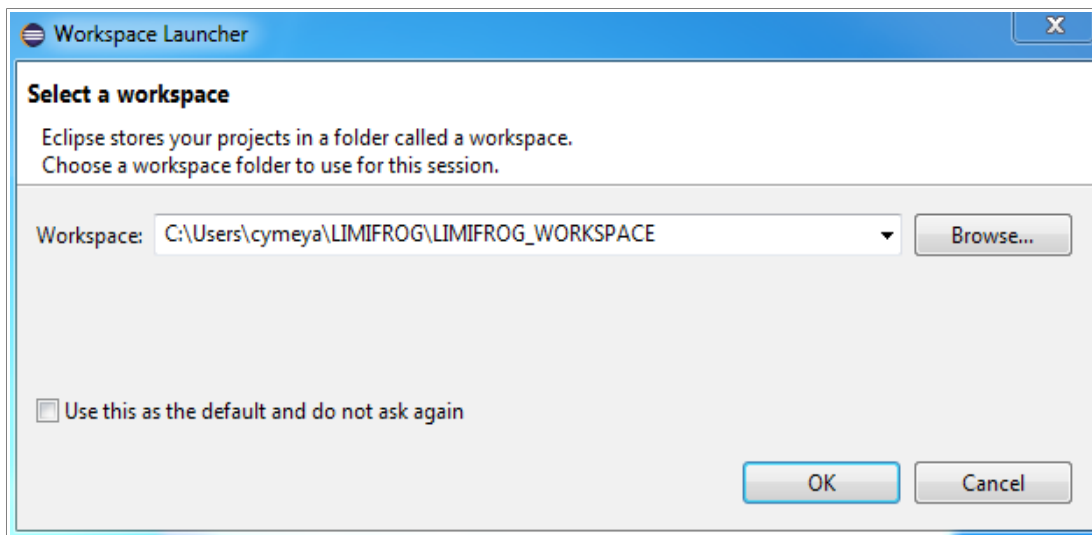 Workspace Launcher
X
Select a workspace
Eclipse stores your projects in a folder called a workspace.
Choose a workspace folder to use for this session.
Workspace: C:\Users\cymeya\LIMIFROG\LIMIFROG_WORKSPACE Browse...
Use this as the default and do not ask again
OK Cancel